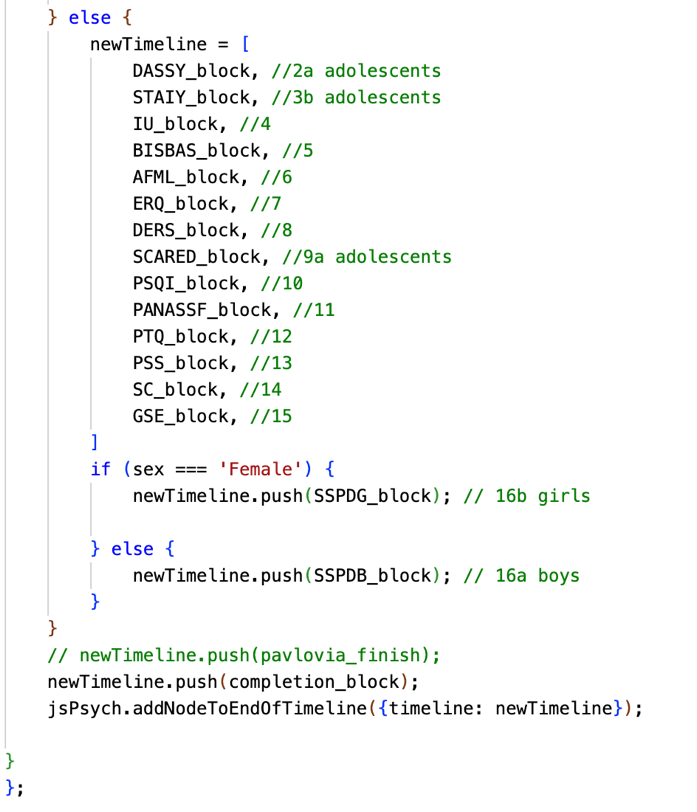 } else {
newTimeline = [
DASSY_block, //2a adolescents
STAIY_block, //3b adolescents
IU_block, //4
BISBAS_block, //5
AFML_block, //6
ERQ_block, //7
DERS_block, //8
SCARED_block, //9a adolescents
PSQI_block, //10
PANASSF_block, //11
PTQ_block, //12
PSS_block, //13
SC_block, //14
GSE_block, //15
]
if (sex === 'Female') {
newTimeline.push(SSPDG_block); // 16b girls
} else {
newTimeline.push(SSPDB_block); // 16a boys
}
}
// newTimeline.push(pavlovia_finish);
newTimeline.push(completion_block);
jsPsych.addNodeToEndOfTimeline({timeline: newTimeline});
}
};